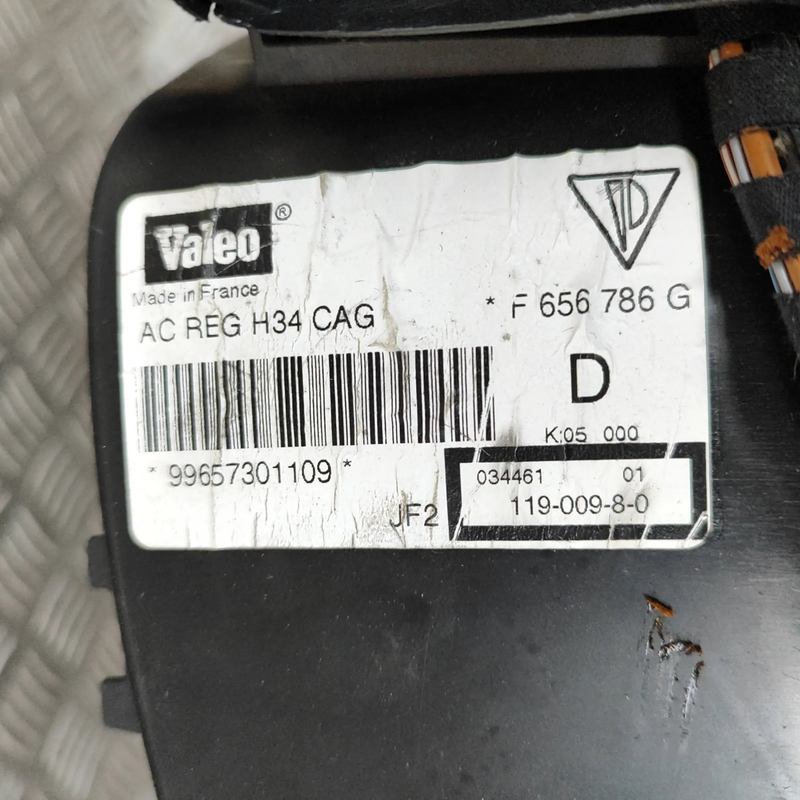 Valeo ®
Made in France
AC REG H34 CAG
* F 656 786 G
D
K:05 000
* 99657301109 *
034461 01
119-009-8-0
JF2